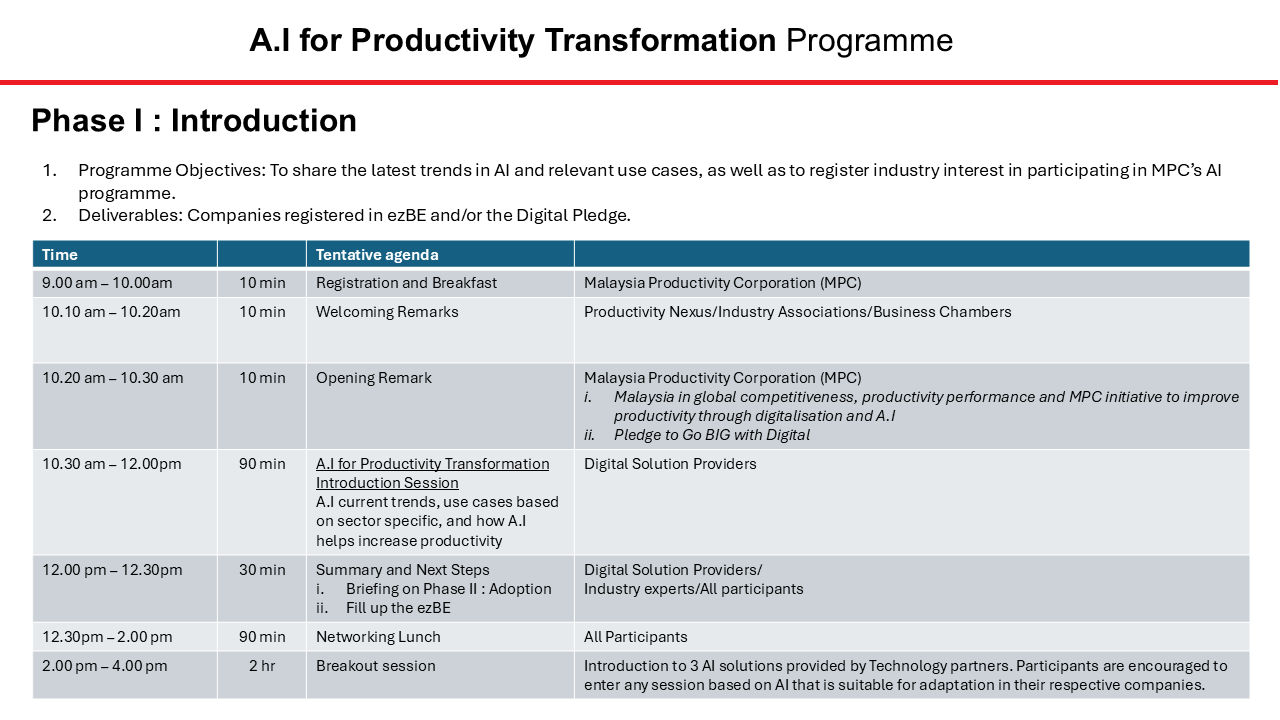 A.I for Productivity Transformation Programme
Phase I : Introduction
1. Programme Objectives: To share the latest trends in AI and relevant use cases, as well as to register industry interest in participating in MPC’s AI
programme.
2. Deliverables: Companies registered in ezBE and/or the Digital Pledge.
Time Tentative agenda
9.00 am – 10.00am 10 min Registration and Breakfast Malaysia Productivity Corporation (MPC)
10.10 am – 10.20am 10 min Welcoming Remarks Productivity Nexus/Industry Associations/Business Chambers
10.20 am – 10.30 am 10 min Opening Remark Malaysia Productivity Corporation (MPC)
i. Malaysia in global competitiveness, productivity performance and MPC initiative to improve
productivity through digitalisation and A.I
ii. Pledge to Go BIG with Digital
10.30 am – 12.00pm 90 min A.I for Productivity Transformation Digital Solution Providers
Introduction Session
A.I current trends, use cases based
on sector specific, and how A.I
helps increase productivity
12.00 pm – 12.30pm 30 min Summary and Next Steps Digital Solution Providers/
i. Briefing on Phase II : Adoption Industry experts/All participants
ii. Fill up the ezBE
12.30pm – 2.00 pm 90 min Networking Lunch All Participants
2.00 pm – 4.00 pm 2 hr Breakout session Introduction to 3 AI solutions provided by Technology partners. Participants are encouraged to
enter any session based on AI that is suitable for adaptation in their respective companies.